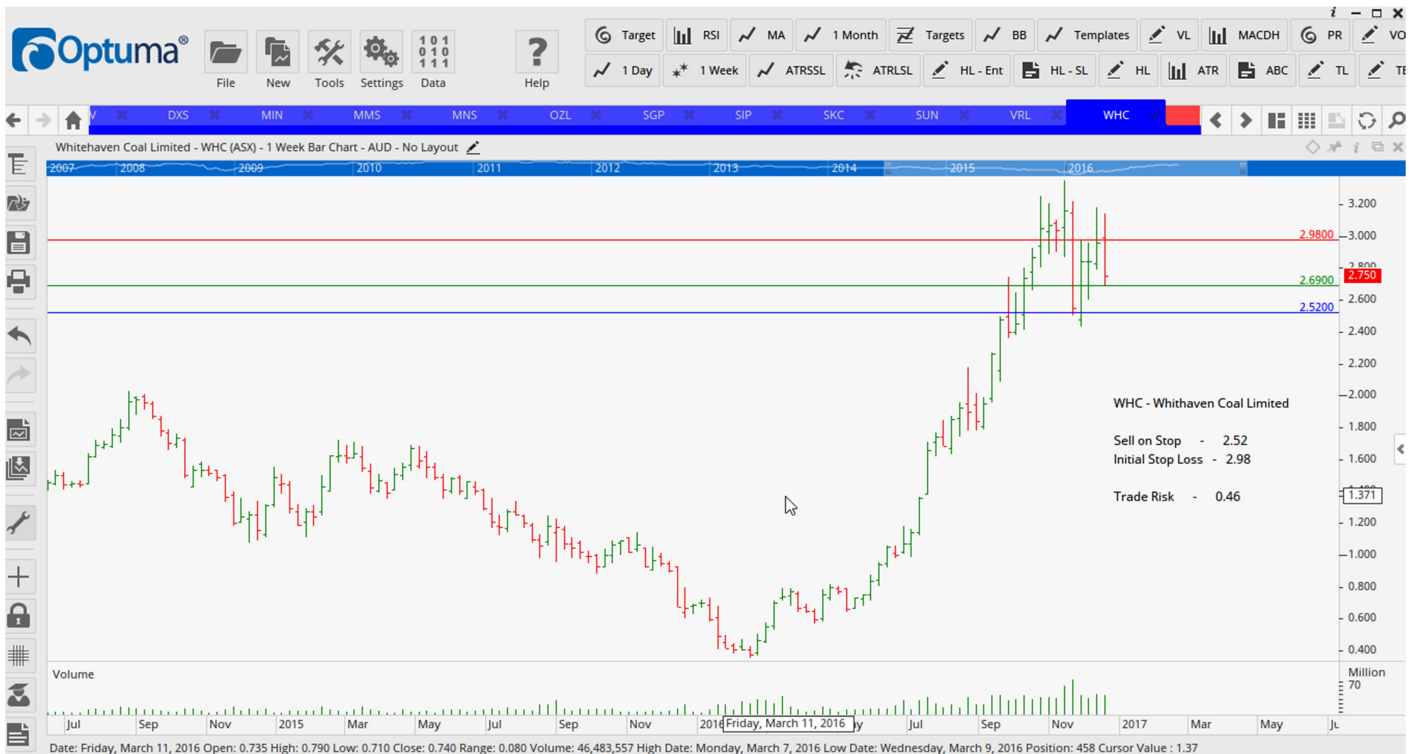 i
Optuma®
File
New
Tools
Settings
101
010
111
Data
?
Help
Target RSI MA 1 Month Targets BB Templates VL MACDH PR VO
1 Day 1 Week ATRSSL ATRLSL HL - Ent HL - SL HL ATR ABC TL TE
V DXS MIN MMS MNS OZL SGP SIP SKC SUN VRL WHC
Whitehaven Coal Limited - WHC (ASX) - 1 Week Bar Chart - AUD - No Layout
2007 2008 2009 2010 2011 2012 2013 2014 2015 2016
3.200
2.9800 3.000
2.800
2.750
2.6900
2.600
2.5200
2.400
2.200
2.000
WHC - Whithaven Coal Limited
1.800
Sell on Stop - 2.52
Initial Stop Loss - 2.98
1.600
Trade Risk - 0.46
1.371
1.200
1.000
0.800
0.600
0.400
Volume
Million
70
Jul Sep Nov 2015 Mar May Jul Sep Nov 2016 Friday, March 11, 2016 Jul Sep Nov 2017 Mar May
Date: Friday, March 11, 2016 Open: 0.735 High: 0.790 Low: 0.710 Close: 0.740 Range: 0.080 Volume: 46,483,557 High Date: Monday, March 7, 2016 Low Date: Wednesday, March 9, 2016 Position: 458 Cursor Value : 1.37